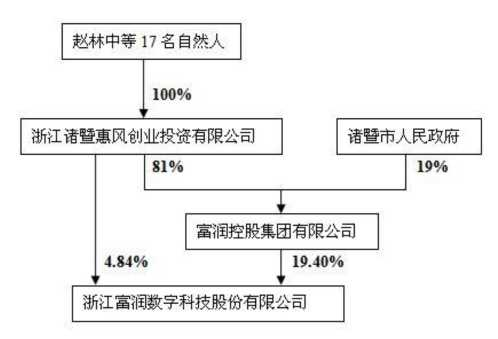 赵林中等17名自然人
100%
浙江诸暨惠风创业投资有限公司
诸暨市人民政府
81%
19%
富润控股集团有限公司
4.84%
19.40%
浙江富润数字科技股份有限公司